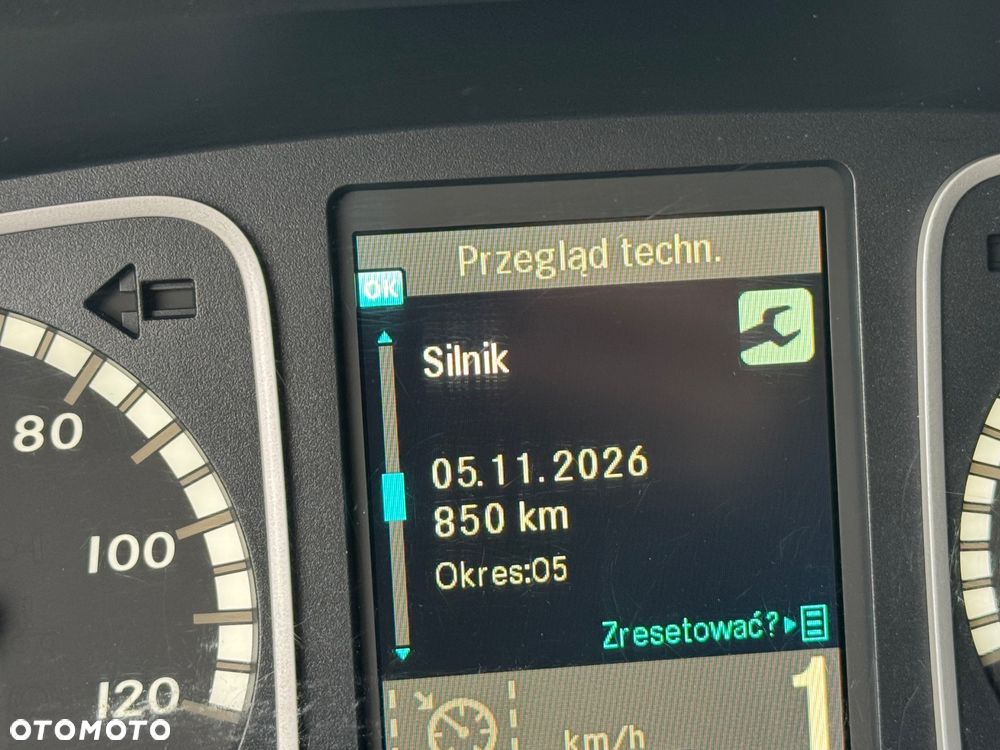 Przegląd techn.
OK
Silnik
05.11.2026
850 km
Okres:05
Zresetować?
80
100
120
km/h
1
OTOMOTO